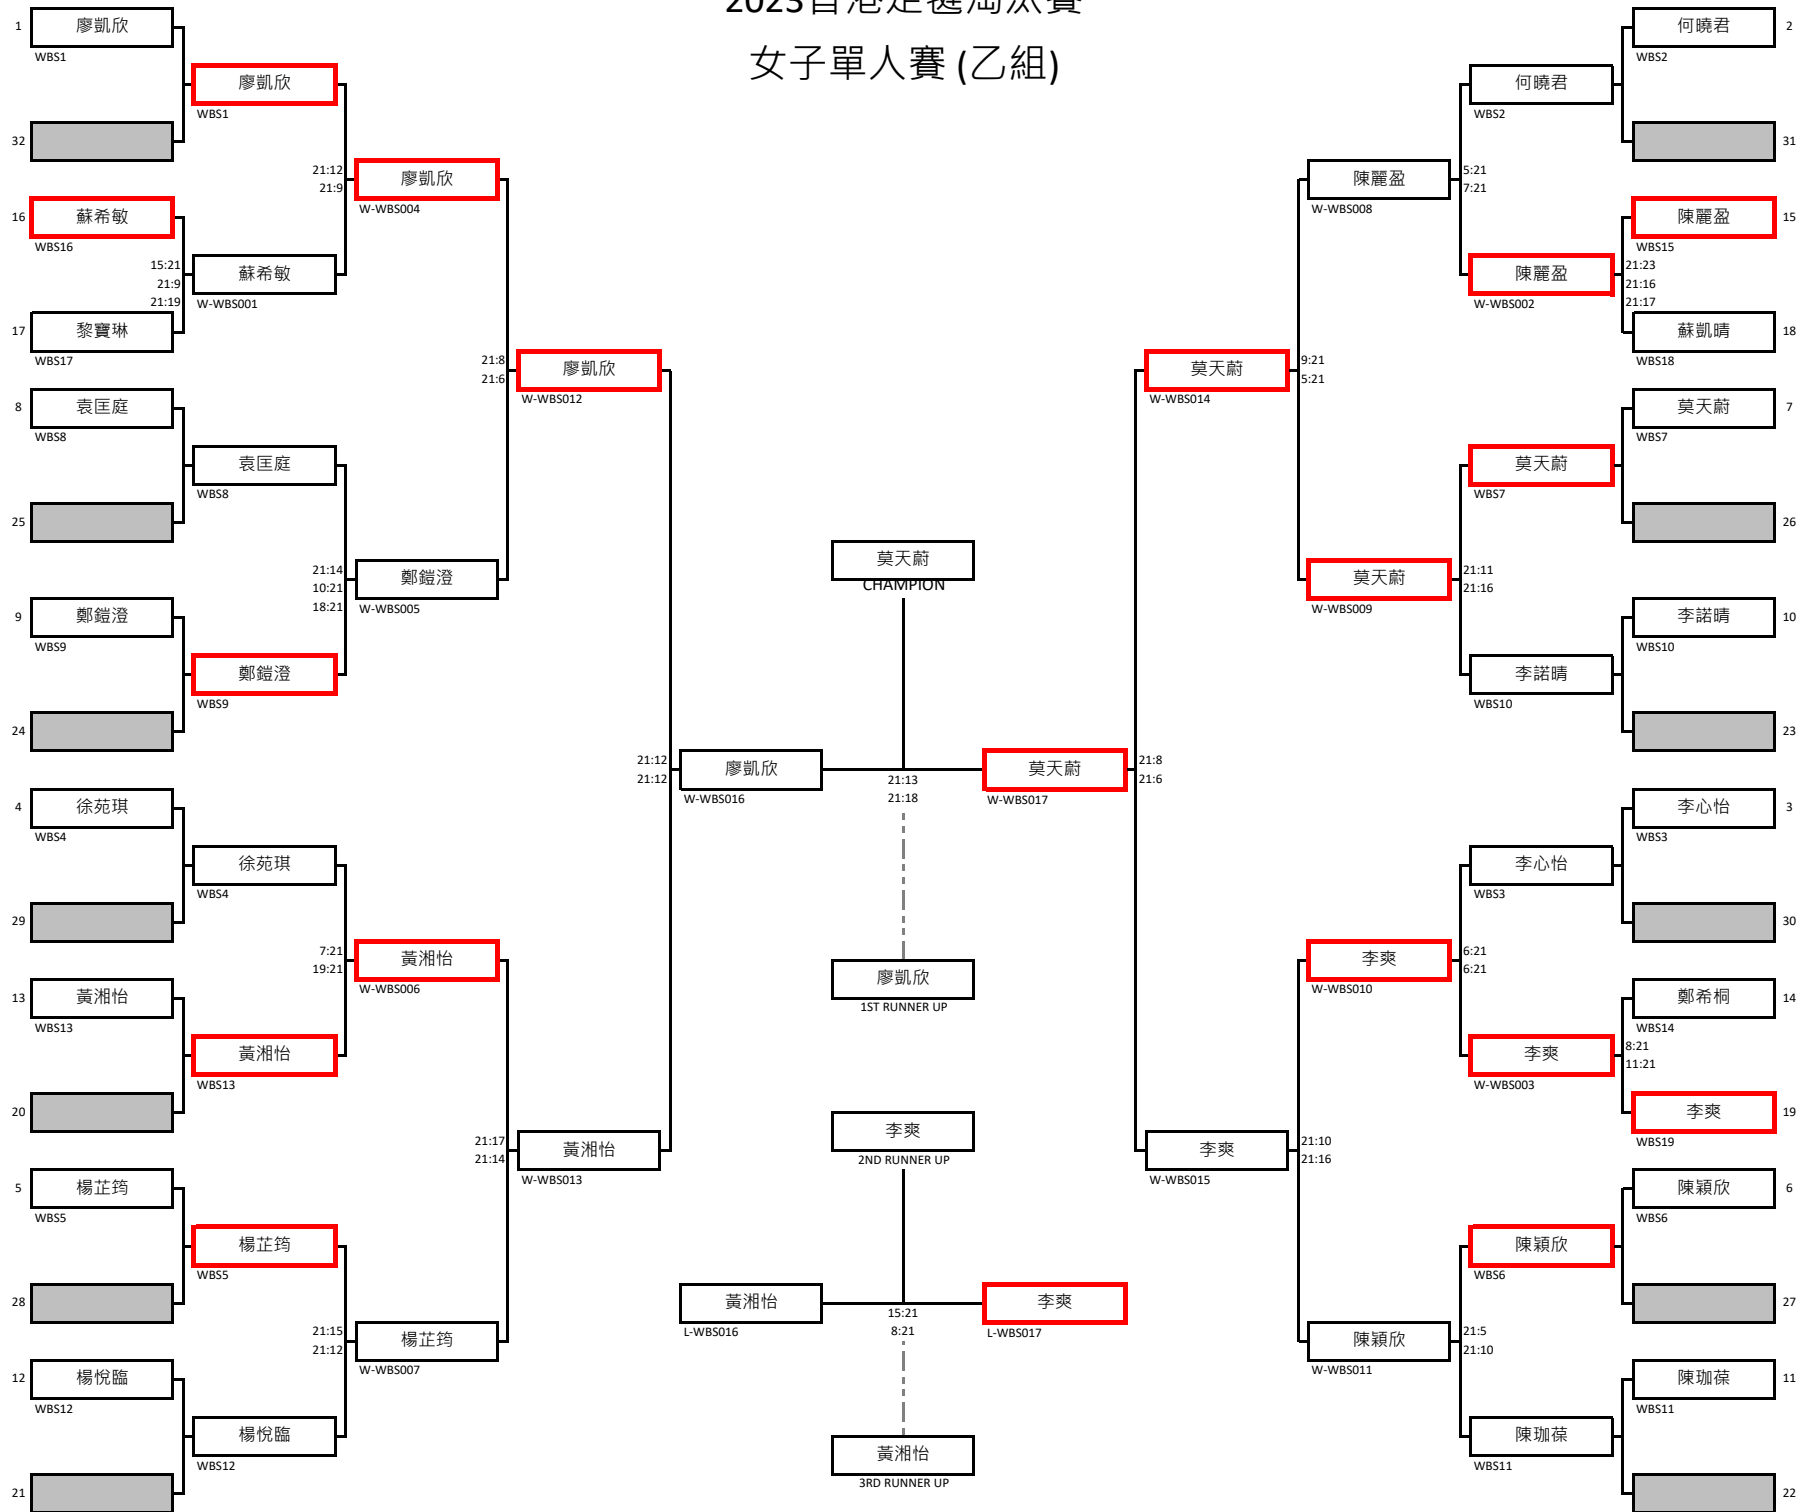 2023香港足毽淘汰賽
女子單人賽 (乙組)
1
廖凱欣
WBS1
廖凱欣
WBS1
32
21:12
21:9
廖凱欣
W-WBS004
16
蘇希敏
WBS16
15:21
21:9
21:19
蘇希敏
W-WBS001
17
黎寶琳
WBS17
21:8
21:6
廖凱欣
W-WBS012
8
袁匡庭
WBS8
袁匡庭
WBS8
25
21:14
10:21
18:21
鄭鎧澄
W-WBS005
9
鄭鎧澄
WBS9
鄭鎧澄
WBS9
24
21:12
21:12
廖凱欣
W-WBS016
4
徐苑琪
WBS4
徐苑琪
WBS4
29
7:21
19:21
黃湘怡
W-WBS006
13
黃湘怡
WBS13
黃湘怡
WBS13
20
21:17
21:14
黃湘怡
W-WBS013
5
楊芷筠
WBS5
楊芷筠
WBS5
28
21:15
21:12
楊芷筠
W-WBS007
12
楊悅臨
WBS12
楊悅臨
WBS12
21
莫天蔚
CHAMPION
21:13
21:18
廖凱欣
1ST RUNNER UP
李爽
2ND RUNNER UP
黃湘怡
L-WBS016
15:21
8:21
李爽
L-WBS017
黃湘怡
3RD RUNNER UP
何曉君
2
WBS2
何曉君
WBS2
31
陳麗盈
W-WBS008
5:21
7:21
陳麗盈
15
WBS15
陳麗盈
W-WBS002
21:23
21:16
21:17
蘇凱晴
18
WBS18
莫天蔚
W-WBS014
9:21
5:21
莫天蔚
7
WBS7
莫天蔚
WBS7
26
莫天蔚
W-WBS009
21:11
21:16
李諾晴
10
WBS10
李諾晴
WBS10
23
莫天蔚
W-WBS017
21:8
21:6
李心怡
3
WBS3
李心怡
WBS3
30
李爽
W-WBS010
6:21
6:21
鄭希桐
14
WBS14
李爽
W-WBS003
8:21
11:21
李爽
19
WBS19
李爽
W-WBS015
21:10
21:16
陳穎欣
6
WBS6
陳穎欣
WBS6
27
陳穎欣
W-WBS011
21:5
21:10
陳珈葆
11
WBS11
陳珈葆
WBS11
22